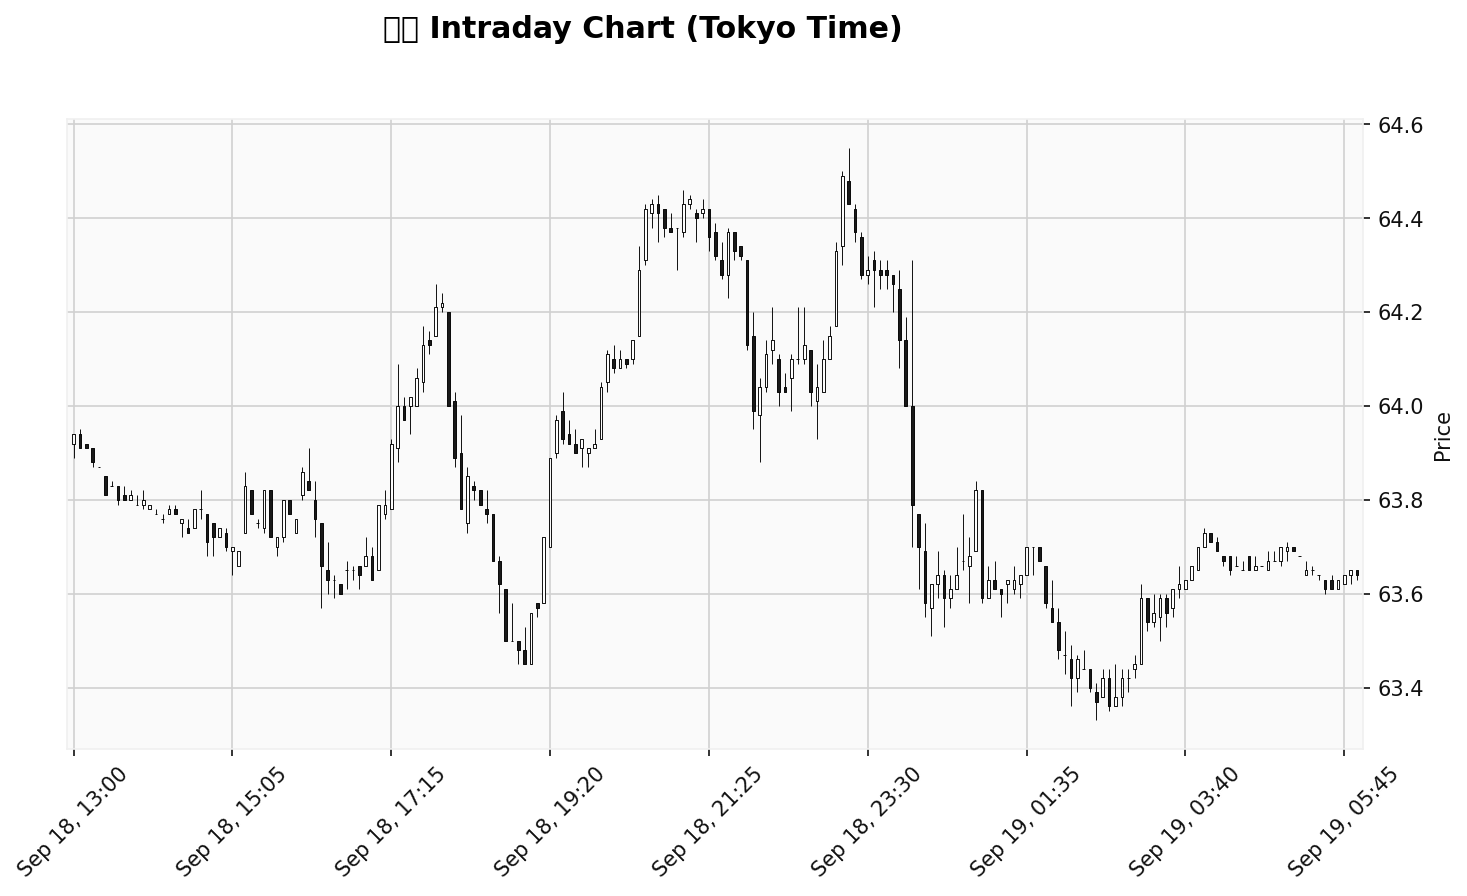 Intraday Chart (Tokyo Time)
64.6
64.4
64.2
64.0
63.8
63.6
63.4
Price
Sep 18, 13:00
Sep 18, 15:05
Sep 18, 17:15
Sep 18, 19:20
Sep 18, 21:25
Sep 18, 23:30
Sep 19, 01:35
Sep 19, 03:40
Sep 19, 05:45